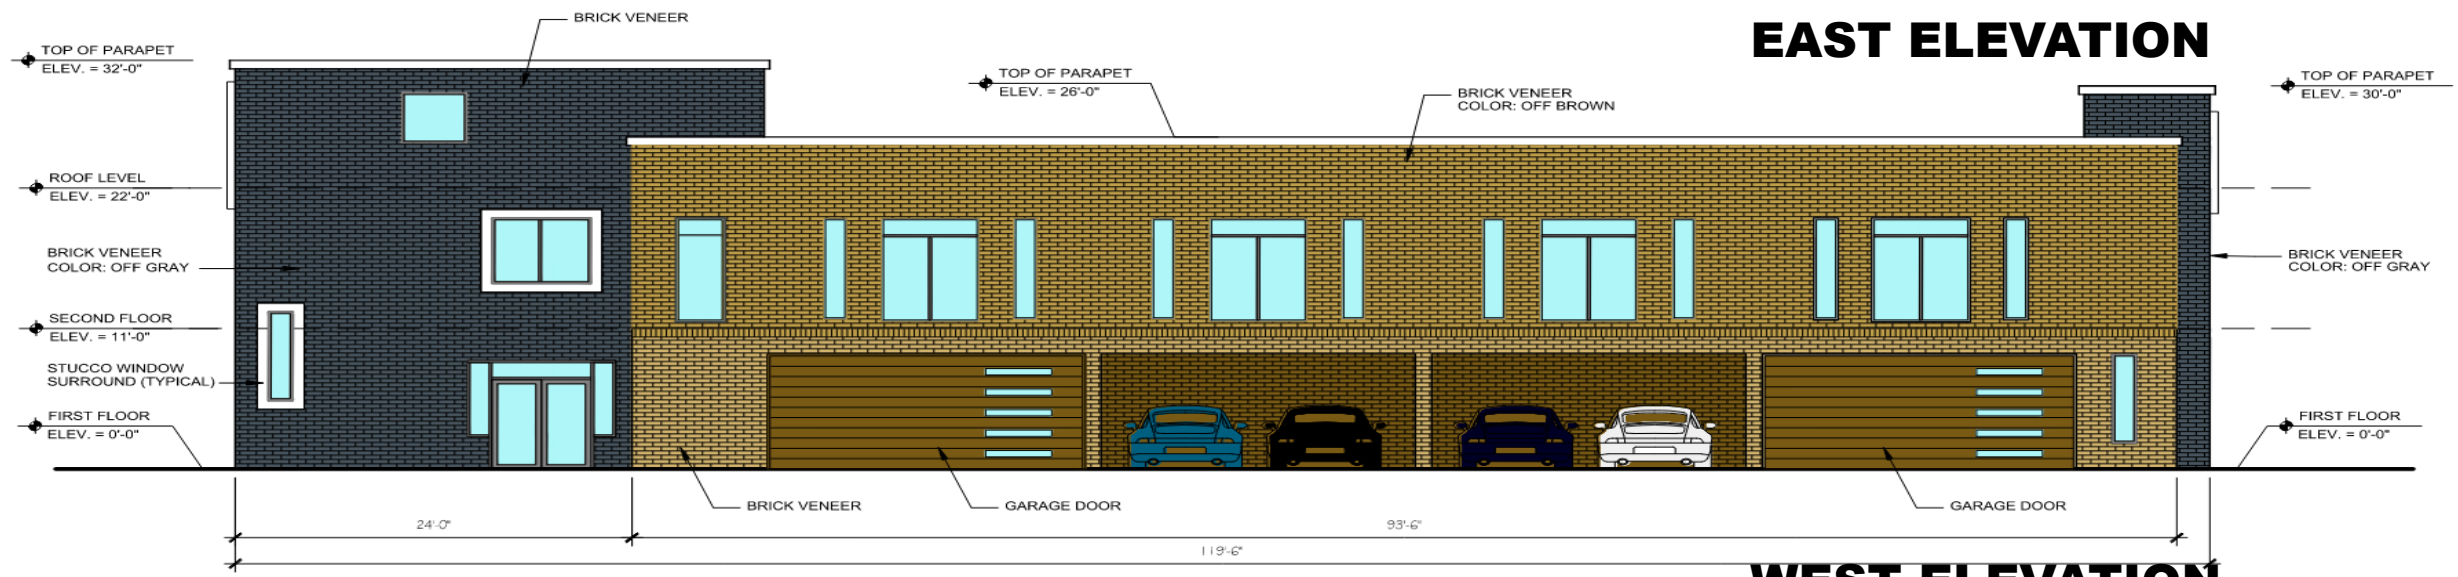 BRICK VENEER
EAST ELEVATION
TOP OF PARAPET
ELEV. = 32'-0"
TOP OF PARAPET
ELEV. = 26'-0"
BRICK VENEER
COLOR: OFF BROWN
TOP OF PARAPET
ELEV. = 30'-0"
ROOF LEVEL
ELEV. = 22'-0"
BRICK VENEER
COLOR: OFF GRAY
BRICK VENEER
COLOR: OFF GRAY
SECOND FLOOR
ELEV. = 11'-0"
STUCCO WINDOW
SURROUND (TYPICAL)
FIRST FLOOR
ELEV. = 0'-0"
FIRST FLOOR
ELEV. = 0'-0"
BRICK VENEER
GARAGE DOOR
GARAGE DOOR
24'-0"
93'-6"
119'-6"
WEST ELEVATION